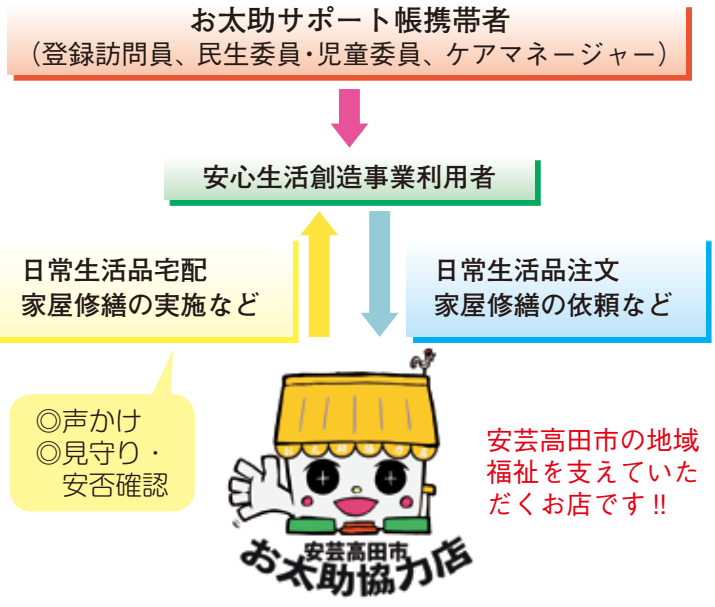 お太助サポート帳携帯者
（登録訪問員、民生委員・児童委員、ケアマネージャー）
安心生活創造事業利用者
日常生活品宅配
家屋修繕の実施など
日常生活品注文
家屋修繕の依頼など
◎声かけ
◎見守り・
安否確認
安芸高田市の地域
福祉を支えていた
だくお店です!!
お太助協力店
安芸高田市
お太助協力店